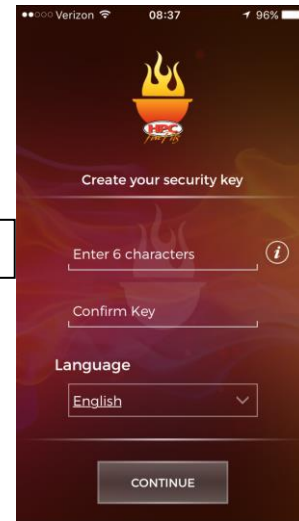 Verizon 08:37 96%
HPC
Fire Pits
Create your security key
Enter 6 characters i
Confirm Key
Language
English
CONTINUE